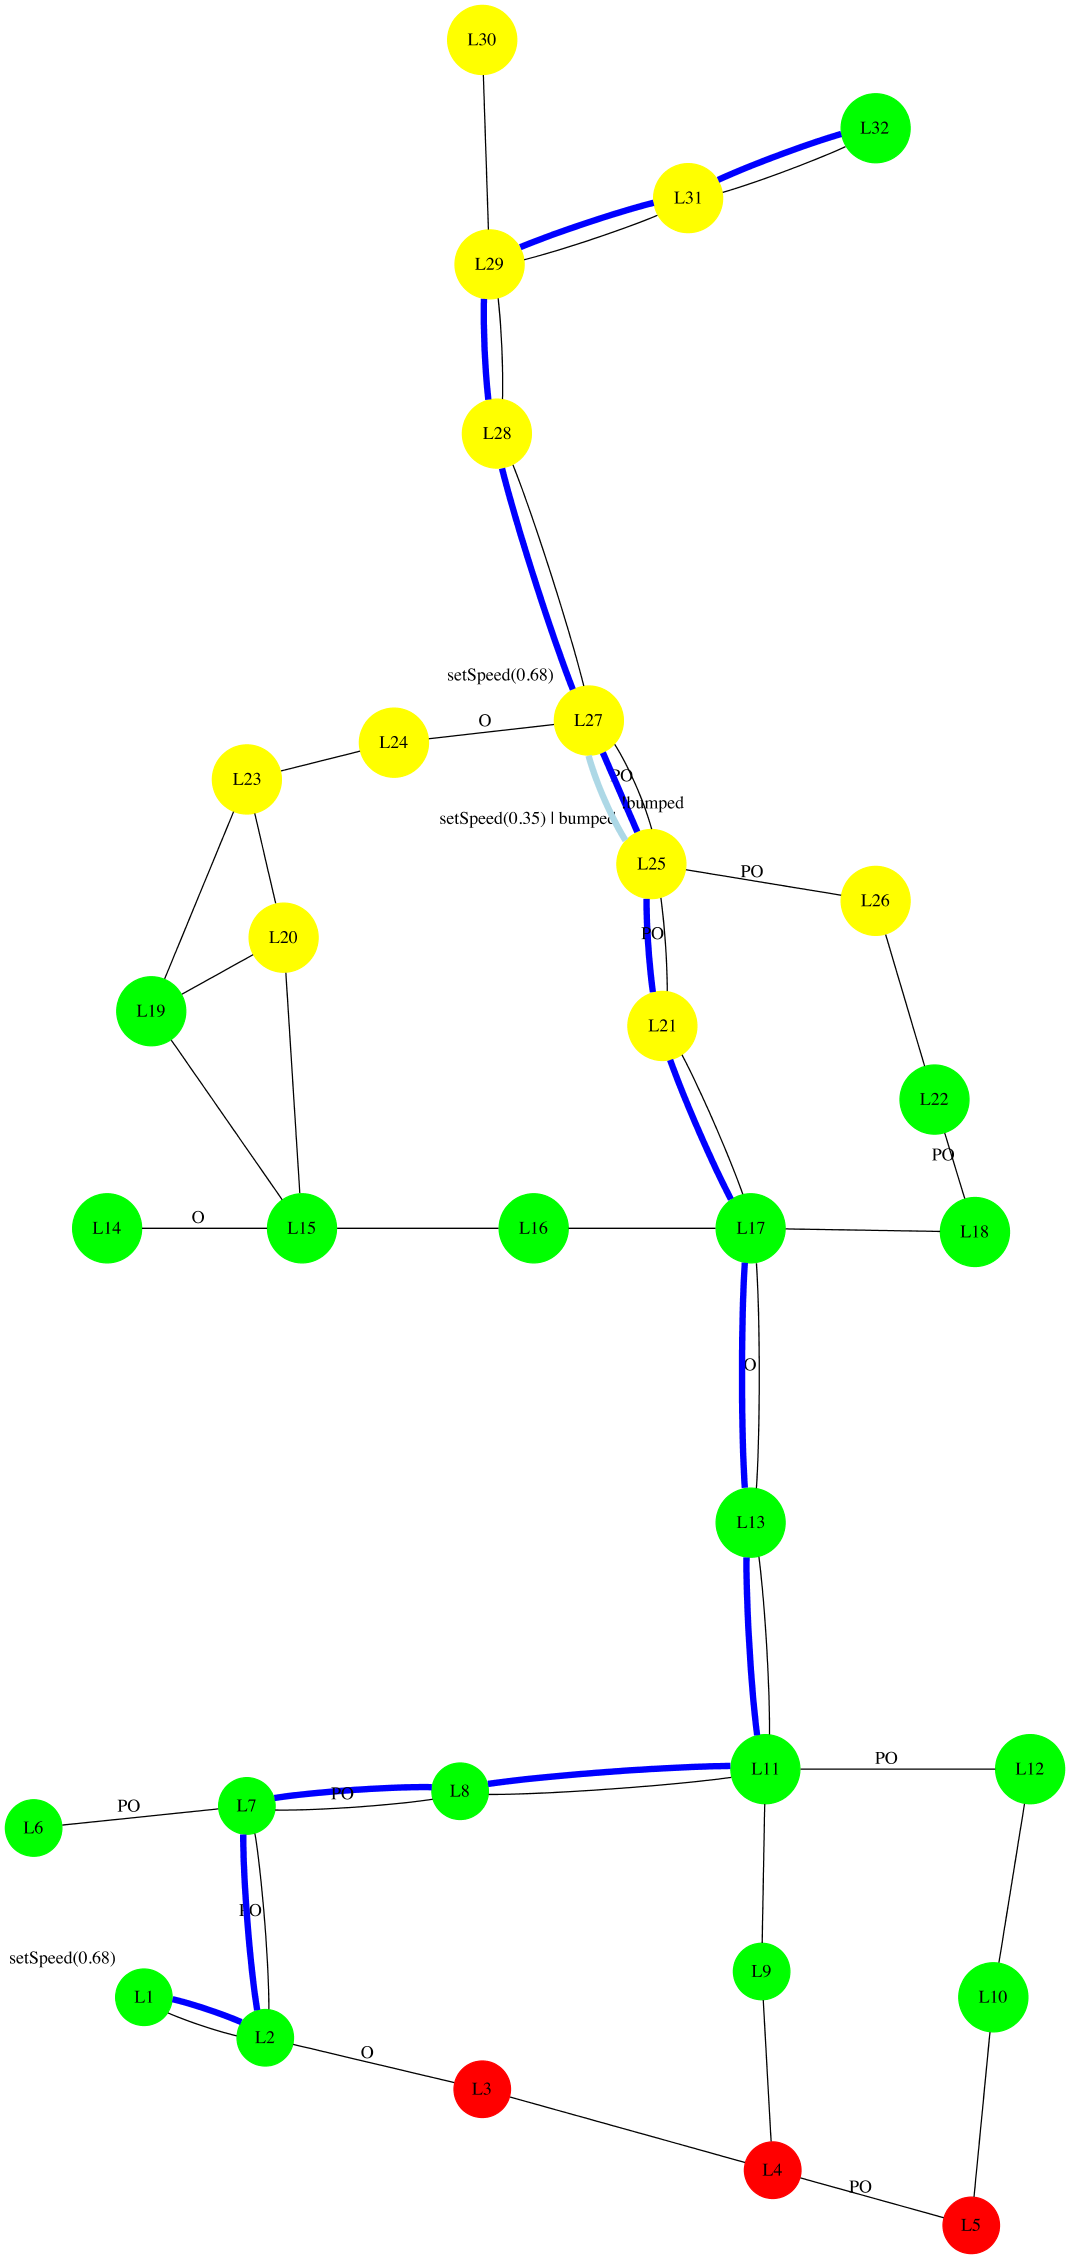 L30
L32
L31
L29
L28
setSpeed(0.68)
L27
O
L24
L23
PO
!bumped
setSpeed(0.35) | bumped
L25
PO
L26
PO
L20
L19
L21
L22
PO
L14
O
L15
L16
L17
L18
O
L13
PO
L11
L12
PO
L7
PO
L8
L6
PO
setSpeed(0.68)
L9
L1
L10
L2
O
L3
L4
PO
L5